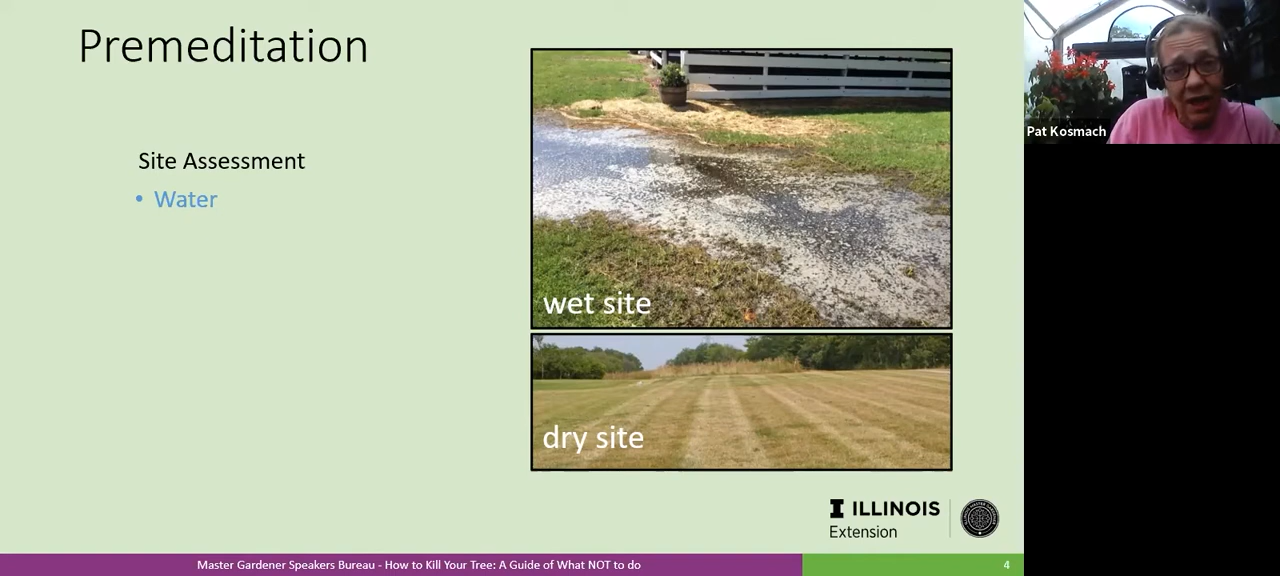 Premeditation
Site Assessment
• Water
wet site
dry site
Pat Kosmach
ILLINOIS
Extension
Master Gardener Speakers Bureau - How to Kill Your Tree: A Guide of What NOT to do
4